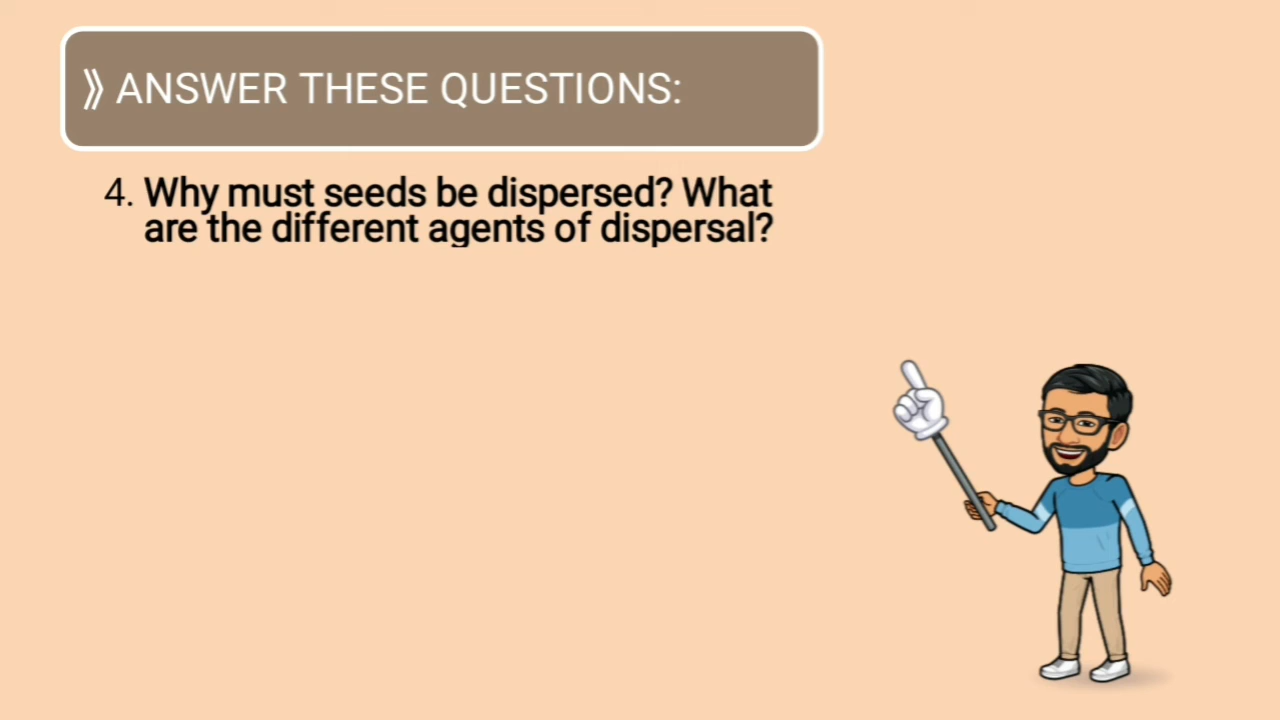 » ANSWER THESE QUESTIONS:
4. Why must seeds be dispersed? What
are the different agents of dispersal?